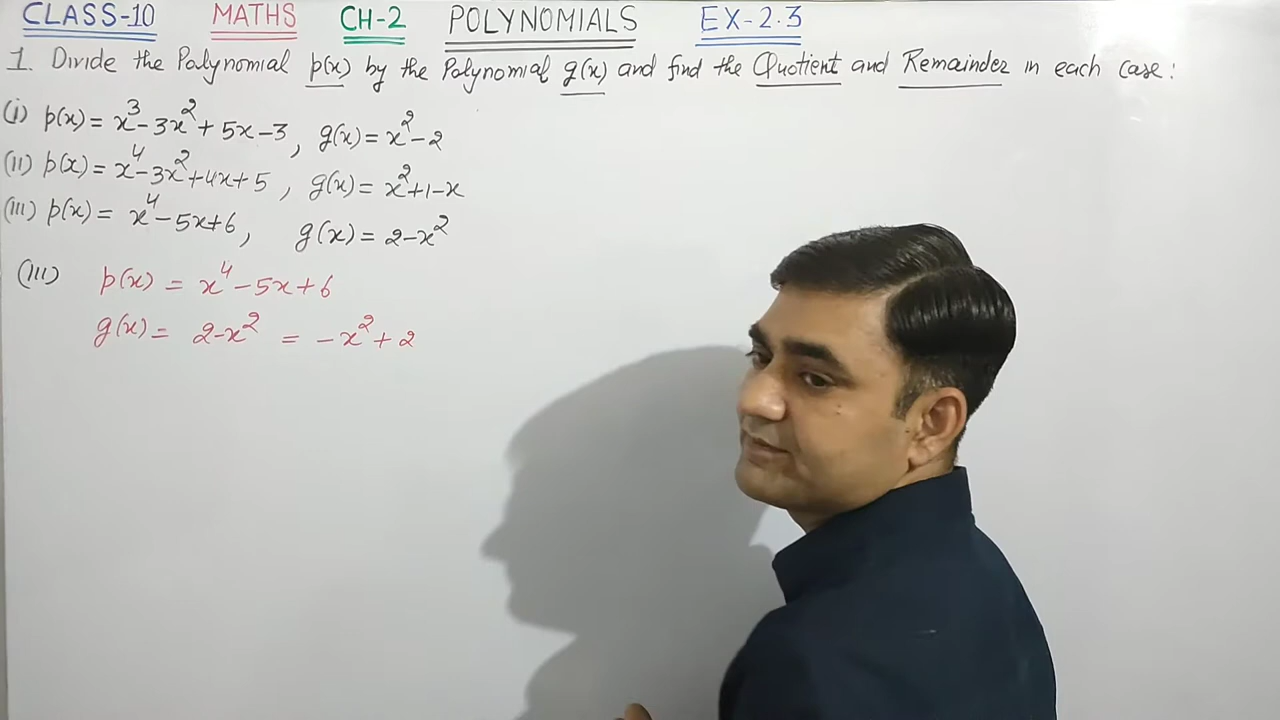 CLASS-10 MATHS CH-2 POLYNOMIALS EX-2.3
1. Divide the Polynomial p(x) by the Polynomial g(x) and find the Quotient and Remainder in each case:
(i) p(x) = x³-3x²+5x-3, g(x) = x²-2
(ii) p(x) = x⁴-3x²+4x+5, g(x) = x²+1-x
(iii) p(x) = x⁴-5x+6, g(x) = 2-x²
(iii) p(x) = x⁴-5x+6
g(x) = 2-x² = -x²+2